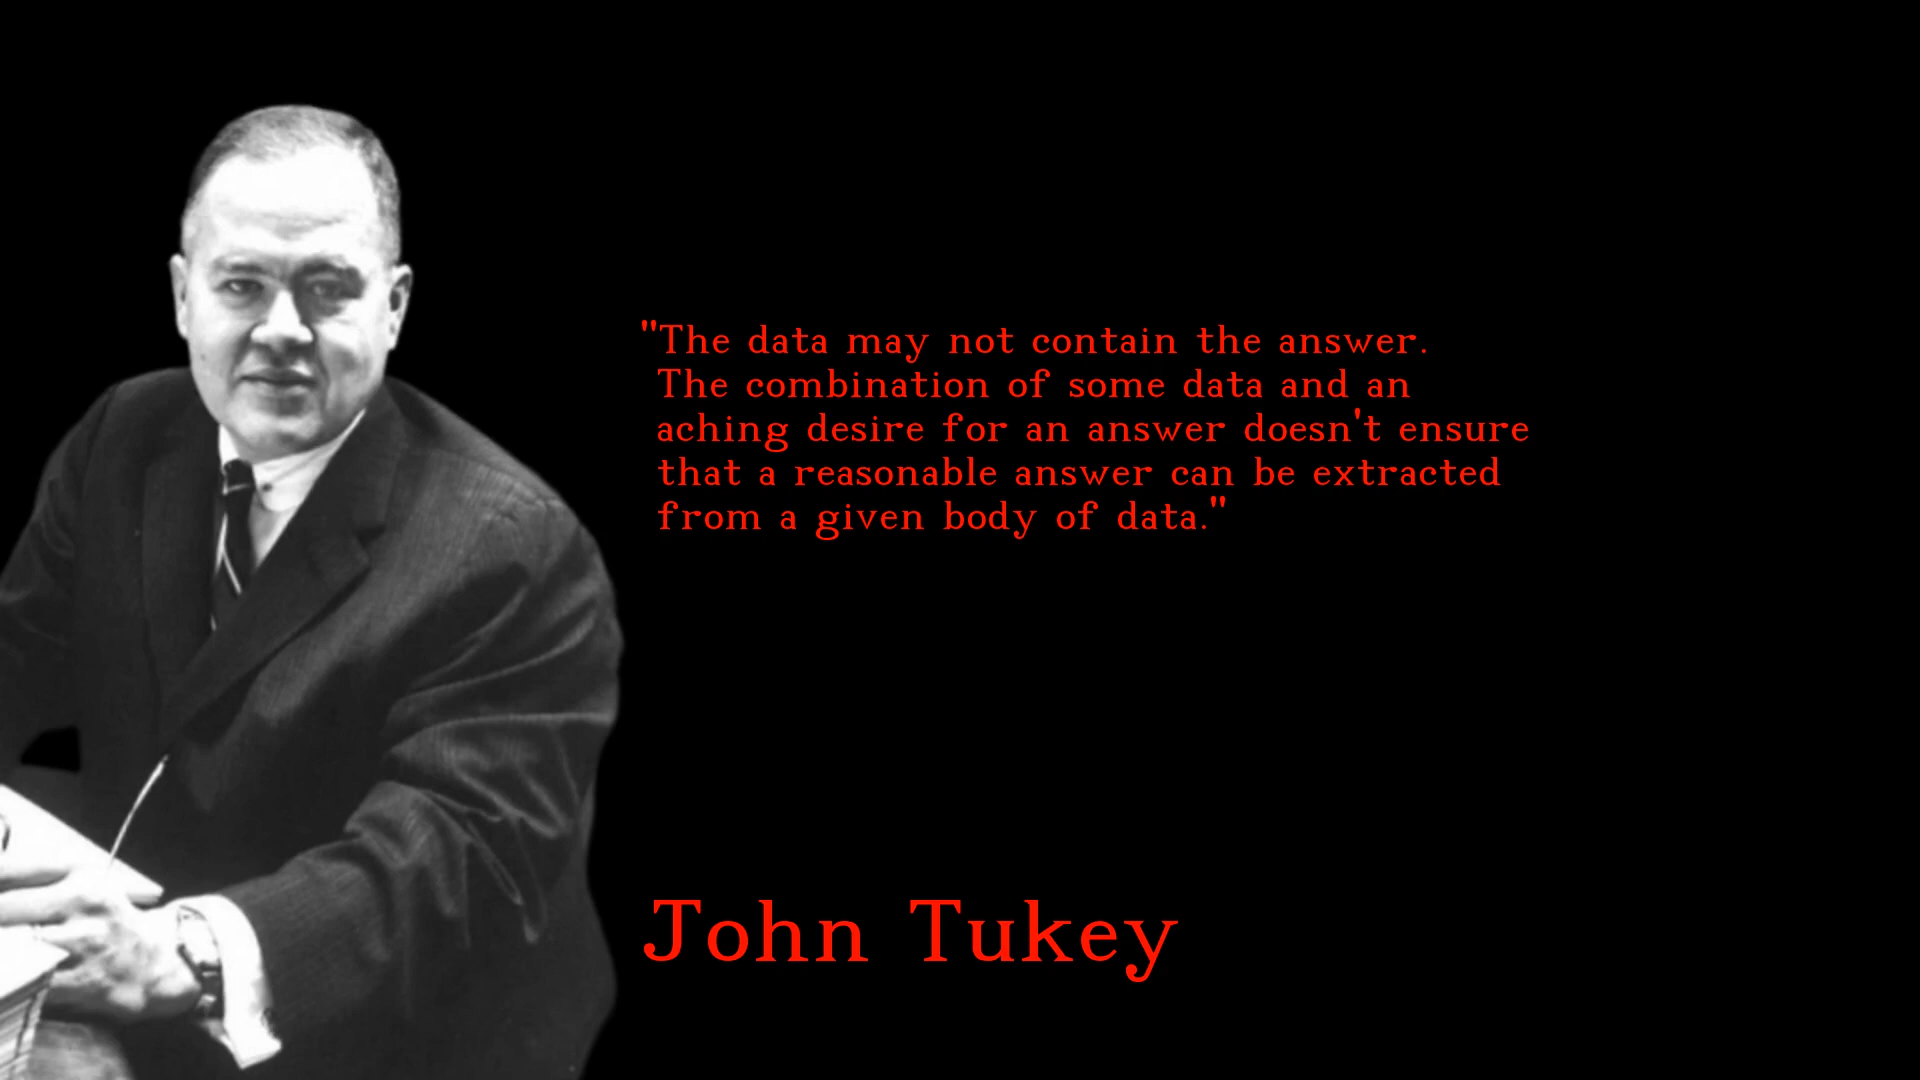 "The data may not contain the answer.
The combination of some data and an
aching desire for an answer doesn't ensure
that a reasonable answer can be extracted
from a given body of data."
John Tukey